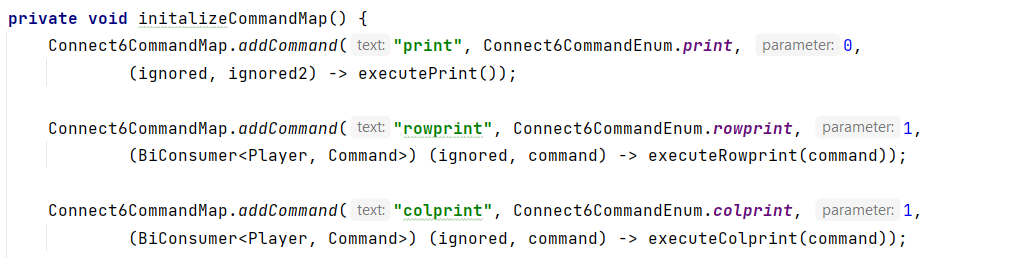 private void initalizeCommandMap() {
Connect6CommandMap.addCommand( text: "print", Connect6CommandEnum.print, parameter: 0,
(ignored, ignored2) -> executePrint());
Connect6CommandMap.addCommand( text: "rowprint", Connect6CommandEnum.rowprint, parameter: 1,
(BiConsumer<Player, Command>) (ignored, command) -> executeRowprint(command));
Connect6CommandMap.addCommand( text: "colprint", Connect6CommandEnum.colprint, parameter: 1,
(BiConsumer<Player, Command>) (ignored, command) -> executeColprint(command));